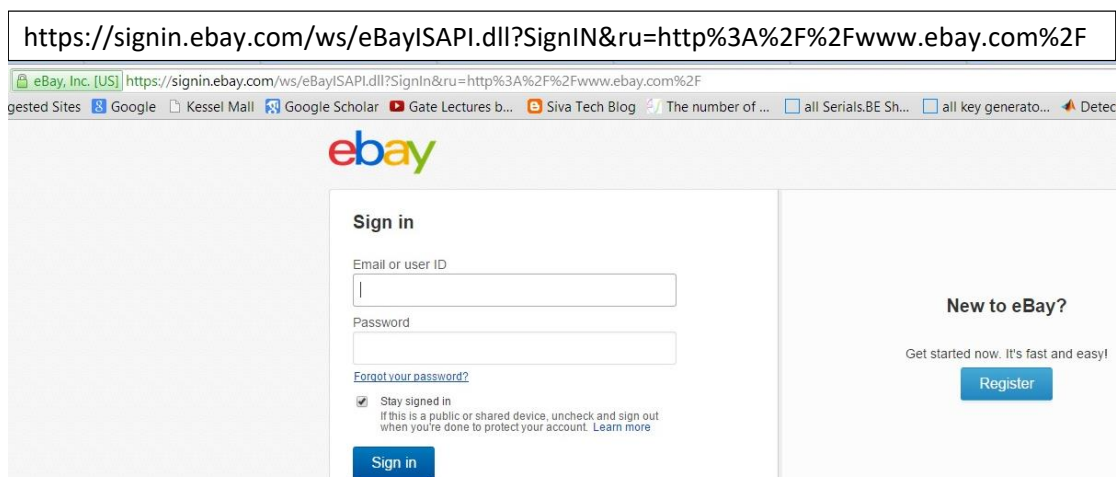 https://signin.ebay.com/ws/eBayISAPI.dll?SignIN&ru=http%3A%2F%2Fwww.ebay.com%2F
eBay, Inc. [US] https://signin.ebay.com/ws/eBayISAPI.dll?SignIn&ru=http%3A%2F%2Fwww.ebay.com%2F
gested Sites Google Kessel Mall Google Scholar Gate Lectures b... Siva Tech Blog The number of ... all Serials.BE Sh... all key generato... Detec
ebay
Sign in
Email or user ID
Password
Forgot your password?
Stay signed in
If this is a public or shared device, uncheck and sign out
when you're done to protect your account. Learn more
Sign in
New to eBay?
Get started now. It's fast and easy!
Register